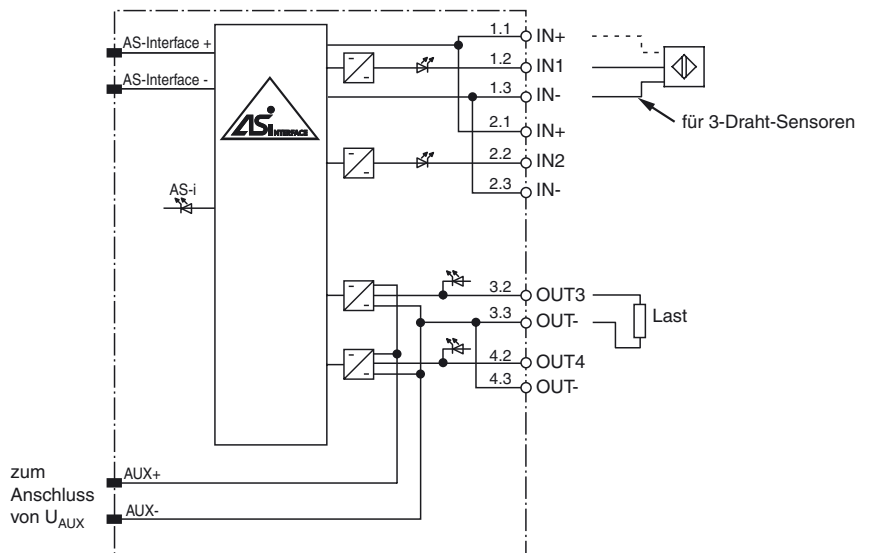 AS-Interface +
AS-Interface -
ASi INTERFACE
AS-i
1.1 IN+
1.2 IN1
1.3 IN-
für 3-Draht-Sensoren
2.1 IN+
2.2 IN2
2.3 IN-
3.2 OUT3
3.3 OUT-
Last
4.2 OUT4
4.3 OUT-
zum
Anschluss
von UAUX
AUX+
AUX-